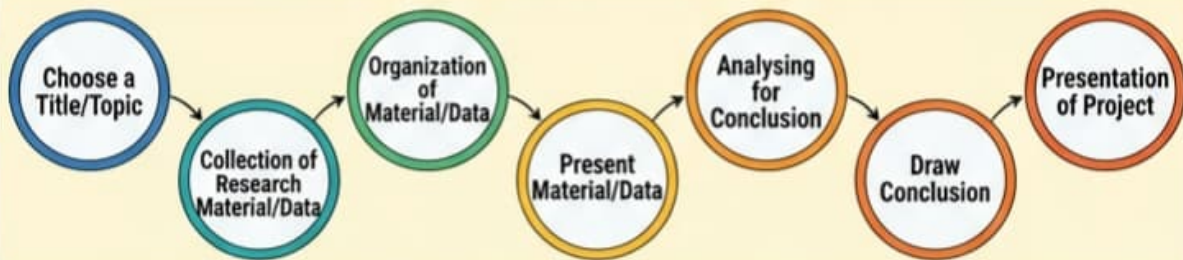 Choose a
Title/Topic
Collection of
Research
Material/Data
Organization
of
Material/Data
Present
Material/Data
Analysing
for
Conclusion
Draw
Conclusion
Presentation
of Project